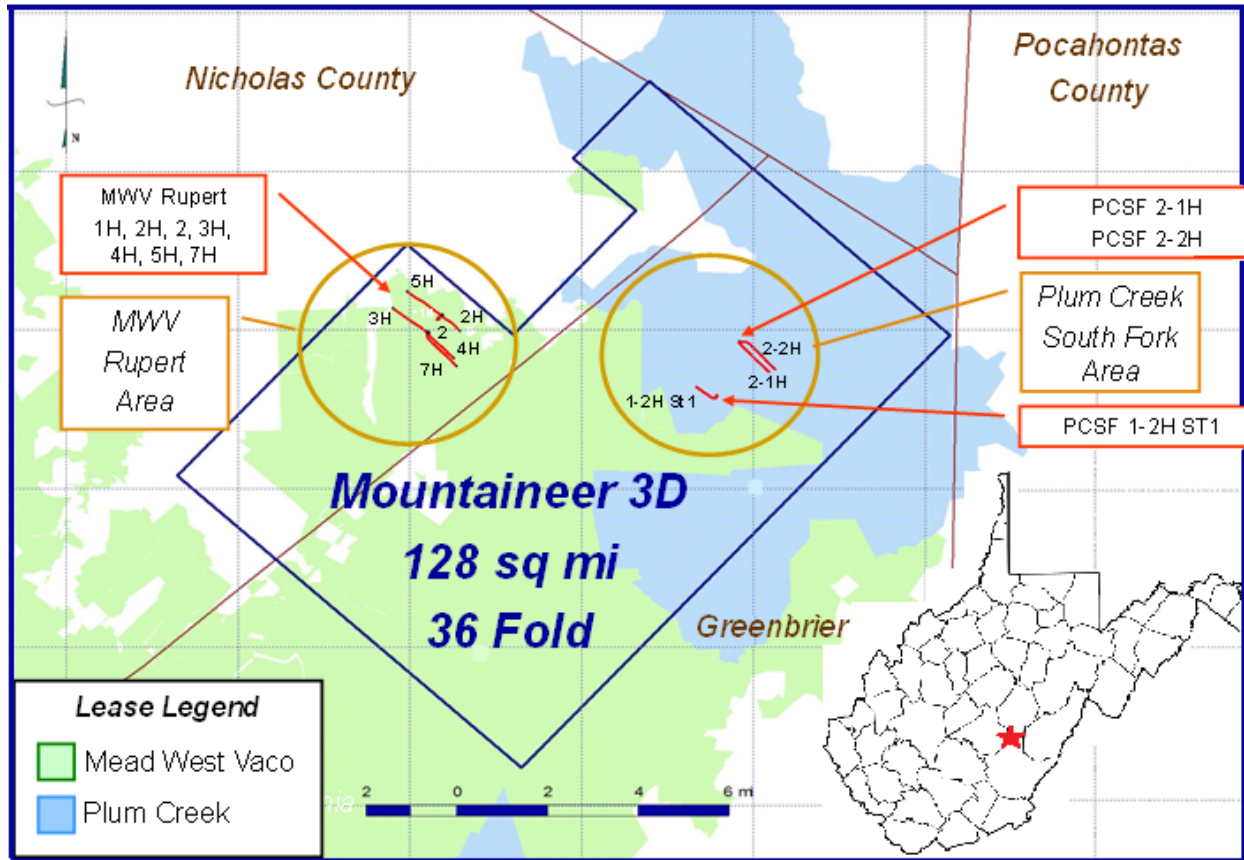 Nicholas County
Pocahontas
County
N
MWV Rupert
1H, 2H, 2, 3H,
4H, 5H, 7H
PCSF 2-1H
PCSF 2-2H
MWV
Rupert
Area
Plum Creek
South Fork
Area
5H
3H
2H
2
4H
7H
2-2H
2-1H
1-2H St1
PCSF 1-2H ST1
Mountaineer 3D
128 sq mi
36 Fold
Greenbrier
Lease Legend
Mead West Vaco
Plum Creek
2 0 2 4 6 m